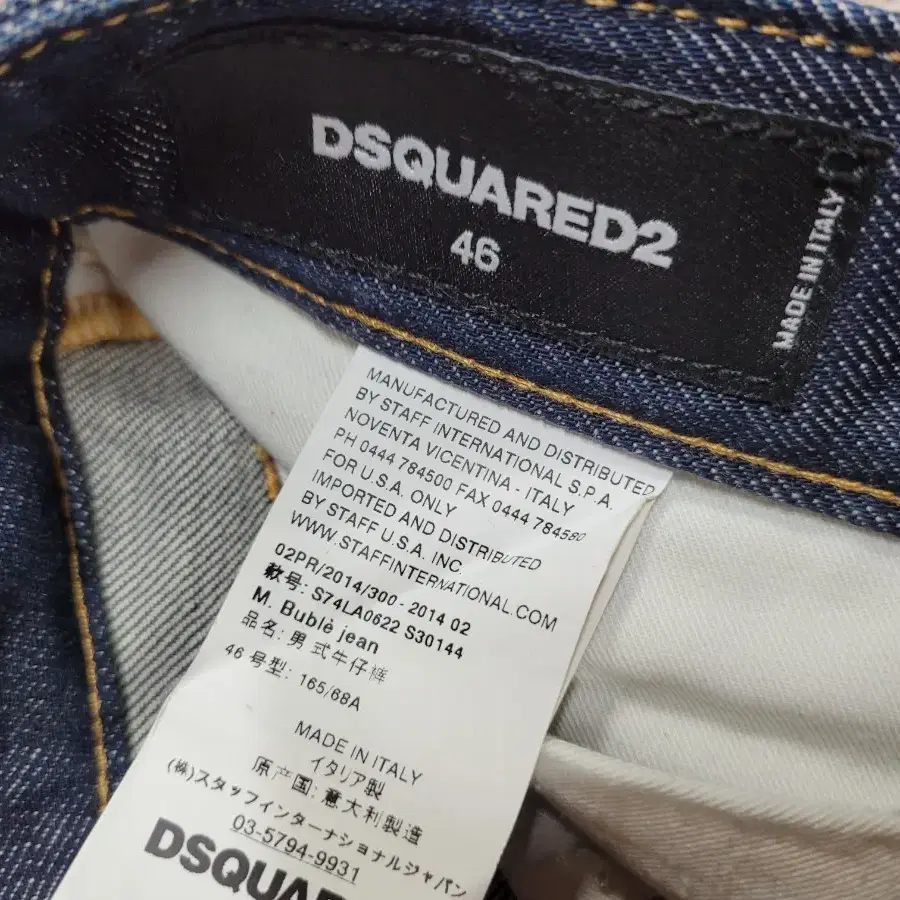 DSQUARED2
46
MADE IN ITALY
MANUFACTURED AND DISTRIBUTED
BY STAFF INTERNATIONAL S.P.A.
NOVENTA VICENTINA - ITALY
PH 0444 784500 FAX 0444 784580
FOR U.S.A. ONLY
IMPORTED AND DISTRIBUTED
BY STAFF U.S.A. INC.
WWW.STAFFINTERNATIONAL.COM
02PR/2014/300 - 2014 02
款号: S74LA0622 S30144
M. Bublè jean
品名: 男式牛仔裤
46 号型: 165/68A
MADE IN ITALY
イタリア製
原产国: 意大利製造
(株)スタッフインターナショナルジャパン
03-5794-9931
DSQUARED